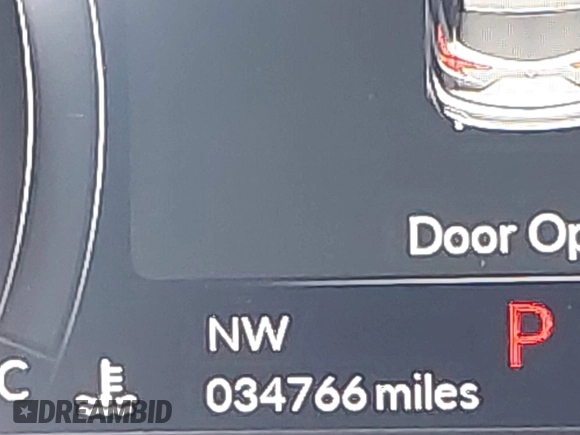 Door Op
NW
P
C
034766 miles
DREAMBID